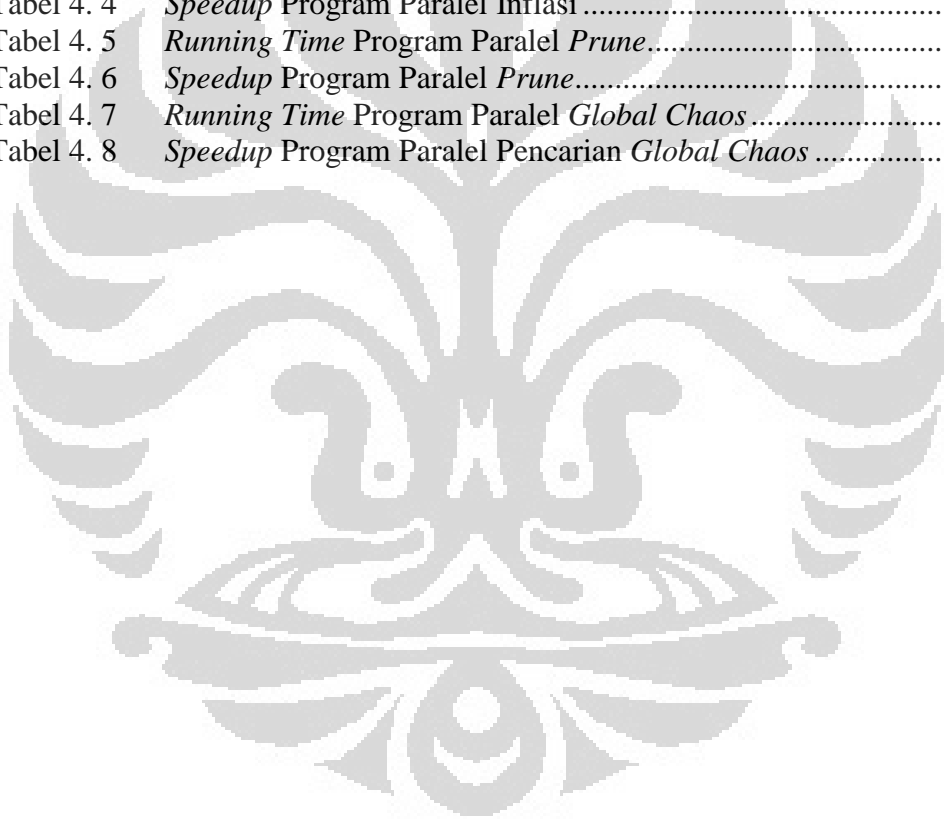 Tabel 4. 4 Speedup Program Paralel Inflasi ........................................
Tabel 4. 5 Running Time Program Paralel Prune................................
Tabel 4. 6 Speedup Program Paralel Prune.........................................
Tabel 4. 7 Running Time Program Paralel Global Chaos.....................
Tabel 4. 8 Speedup Program Paralel Pencarian Global Chaos ..............